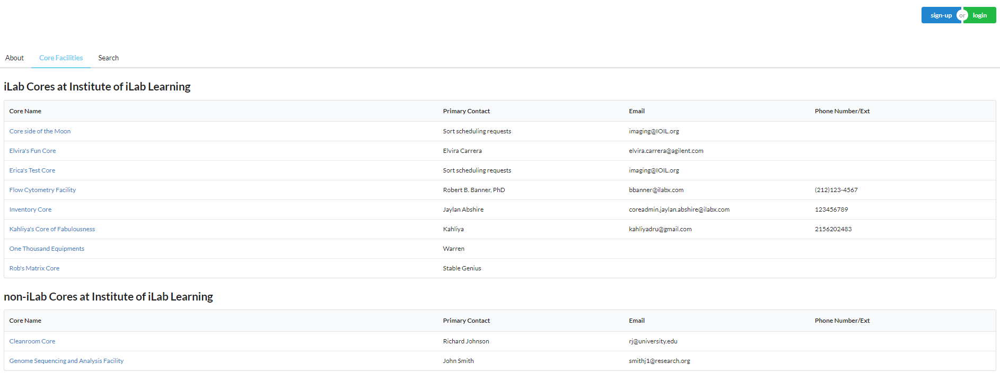 sign-up or login
About Core Facilities Search
iLab Cores at Institute of iLab Learning
Core Name Primary Contact Email Phone Number/Ext
Core side of the Moon Sort scheduling requests imaging@IOIL.org
Elvira's Fun Core Elvira Carrera elvira.carrera@agilent.com
Erica's Test Core Sort scheduling requests imaging@IOIL.org
Flow Cytometry Facility Robert B. Banner, PhD bbanner@ilabx.com (212)123-4567
Inventory Core Jaylan Abshire coreadmin.jaylan.abshire@ilabx.com 123456789
Kahliya's Core of Fabulousness Kahliya kahliyadru@gmail.com 2156202483
One Thousand Equipments Warren
Rob's Matrix Core Stable Genius
non-iLab Cores at Institute of iLab Learning
Core Name Primary Contact Email Phone Number/Ext
Cleanroom Core Richard Johnson rj@university.edu
Genome Sequencing and Analysis Facility John Smith smithj1@research.org